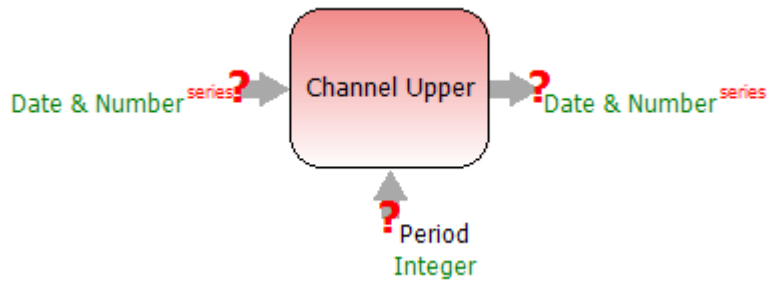 Channel Upper
? Date & Number series
? Date & Number series
? Period
Integer